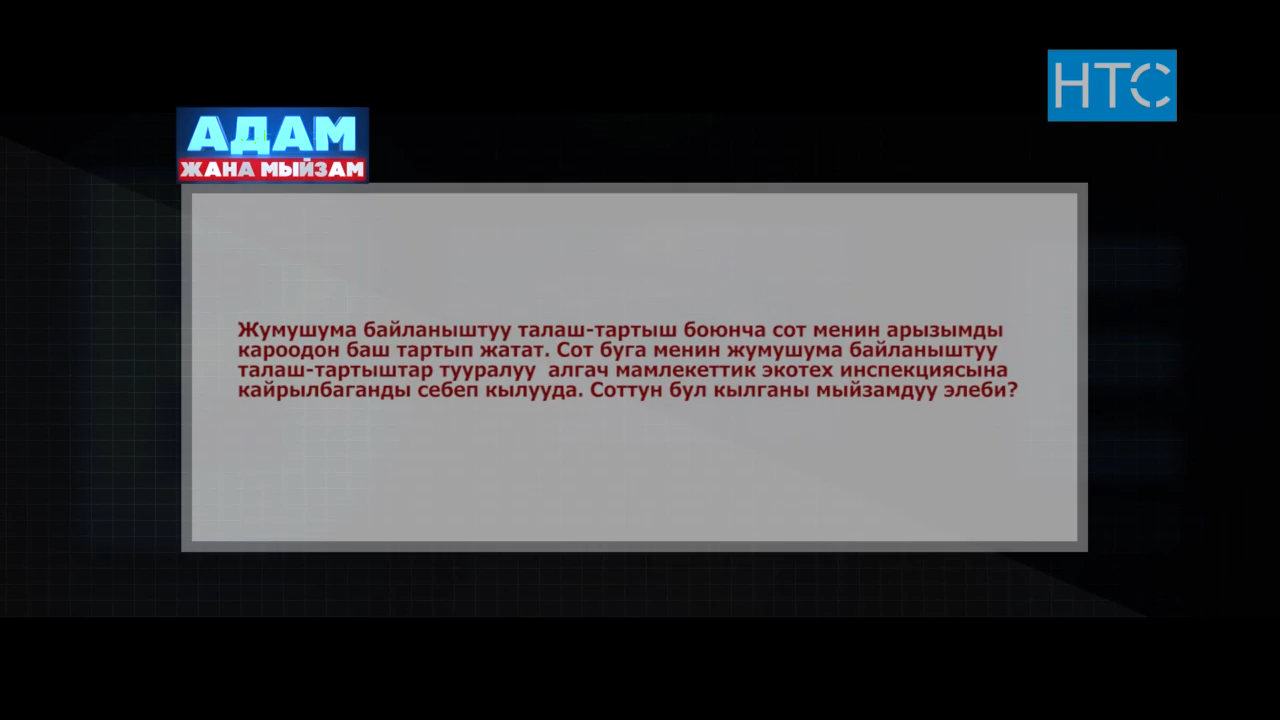 НТС
АДАМ
ЖАНА МЫЙЗАМ
Жумушума байланыштуу талаш-тартыш боюнча сот менин арызымды
кароодон баш тартып жатат. Сот буга менин жумушума байланыштуу
талаш-тартыштар тууралуу алгач мамлекеттик экотех инспекциясына
кайрылбаганды себеп кылууда. Соттун бул кылганы мыйзамдуу элеби?